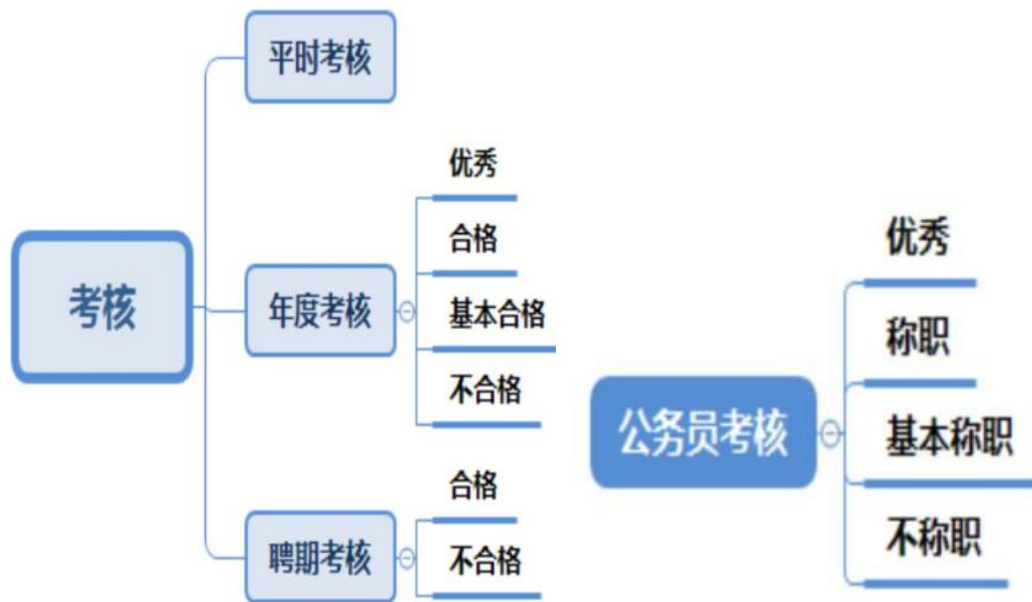 考核
平时考核
年度考核
优秀
合格
基本合格
不合格
聘期考核
合格
不合格
公务员考核
优秀
称职
基本称职
不称职